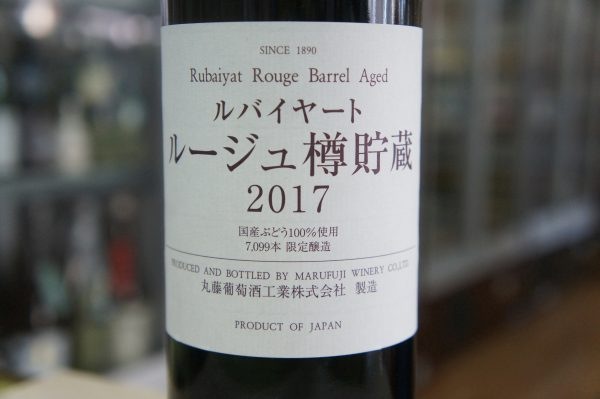 SINCE 1890
Rubaiyat Rouge Barrel Aged
ルバイヤート
ルージュ樽貯蔵
2017
国産ぶどう100%使用
7,099本 限定醸造
PRODUCED AND BOTTLED BY MARUFUJI WINERY CO.,LTD.
丸藤葡萄酒工業株式会社 製造
PRODUCT OF JAPAN